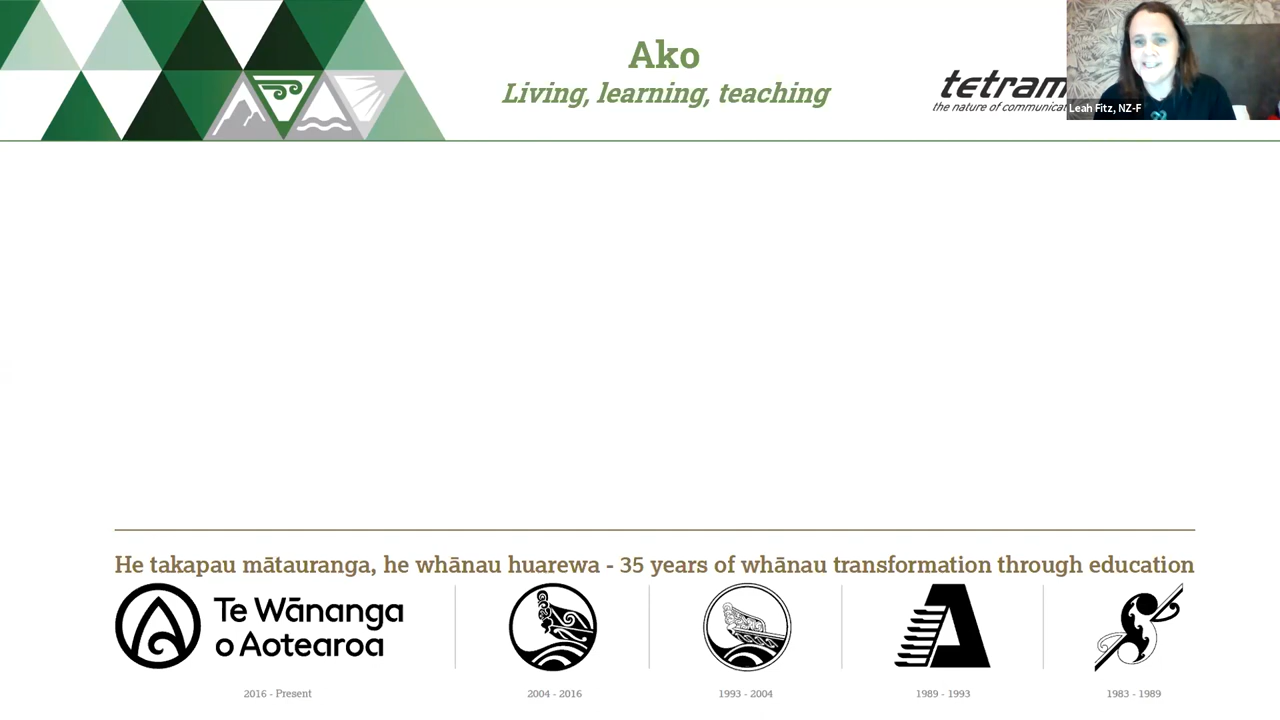 Ako
Living, learning, teaching
tetram
the nature of communica
Leah Fitz, NZ-F
He takapau mātauranga, he whānau huarewa - 35 years of whānau transformation through education
Te Wānanga
o Aotearoa
2016 - Present
2004 - 2016
1993 - 2004
1989 - 1993
1983 - 1989